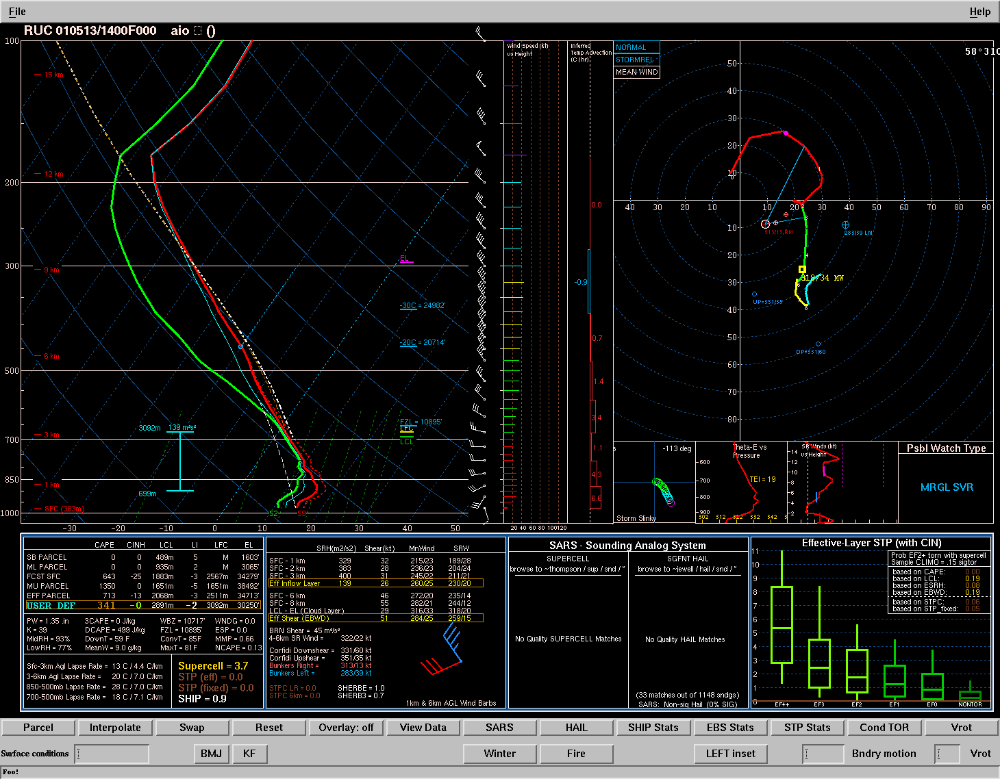 File
Help
RUC 010513/1400F000 aio ()
100
200
300
500
700
850
1000
15 km
12 km
9 km
6 km
3 km
1 km
SFC (363m)
3092m 139 m²s²
699m
EL
-30C = 24982'
-20C = 20714'
FZL = 10895'
LFC
LCL
52
59
-30 -20 -10 0 10 20 30 40 50
Wind Speed (kt)
vs Height
20 40 60 80 100120
Inferred
Temp Advection
(C / hr)
0.0
-0.9
0.7
1.4
3.4
1.1
4.3
6.6
NORMAL
STORMREL
MEAN WIND
58°310
50
40
30
20
10
40 30 20 10 10 20 30 40 50 60 70 80 90
10
20
30
40
50
60
70
80
313/13 RM
283/39 LM
318/34 MW
UP=351/35
DP=331/60
s
-113 deg
Storm Slinky
Theta-E vs
Pressure
TEI = 19
600
700
800
900
302 312 322 332 342
SR Winds (kt)
vs Height
14
12
10
8
6
4
2
Psbl Watch Type
MRGL SVR
CAPE CINH LCL LI LFC EL
SB PARCEL 0 0 489m 5 M 1603'
ML PARCEL 0 0 935m 2 M 3065'
FCST SFC 643 -25 1883m -3 2567m 34279'
MU PARCEL 1350 0 1651m -5 1651m 38492'
EFF PARCEL 713 -13 2068m -3 2511m 34713'
USER DEF 341 -0 2891m -2 3092m 30250'
PW = 1.35 .in 3CAPE = 0 J/kg WBZ = 10717' WNDG = 0.0
K = 39 DCAPE = 499 J/kg FZL = 10895' ESP = 0.0
MidRH = 93% DownT = 59 F ConvT = 85F MMP = 0.66
LowRH = 77% MeanW = 9.0 g/kg MaxT = 81F NCAPE = 0.13
Sfc-3km Agl Lapse Rate = 13 C / 4.4 C/km
3-6km Agl Lapse Rate = 20 C / 7.0 C/km
850-500mb Lapse Rate = 28 C / 7.0 C/km
700-500mb Lapse Rate = 18 C / 7.1 C/km
Supercell = 3.7
STP (eff) = 0.0
STP (fixed) = 0.0
SHIP = 0.9
SRH(m2/s2) Shear(kt) MnWind SRW
SFC - 1 km 329 32 215/23 189/28
SFC - 2 km 383 28 236/23 204/24
SFC - 3 km 400 31 245/22 211/21
Eff Inflow Layer 139 26 260/25 230/20
SFC - 6 km 46 272/20 235/14
SFC - 8 km 55 282/21 244/12
LCL - EL (Cloud Layer) 29 316/33 318/20
Eff Shear (EBWD) 51 284/25 259/15
BRN Shear = 45 m²/s²
4-6km SR Wind = 322/22 kt
Corfidi Downshear = 331/60 kt
Corfidi Upshear = 351/35 kt
Bunkers Right = 313/13 kt
Bunkers Left = 283/39 kt
STPC LR = 0.0 SHERBE = 1.0
STPC 6km = 0.0 SHERB3 = 0.7
1km & 6km AGL Wind Barbs
SARS - Sounding Analog System
SUPERCELL
browse to ~thompson / sup / snd / *
No Quality SUPERCELL Matches
SGFNT HAIL
browse to ~jewell / hail / snd / *
No Quality HAIL Matches
(33 matches out of 1148 sndgs)
SARS: Non-sig Hail (0% SIG)
Effective-Layer STP (with CIN)
Prob EF2+ torn with supercell
Sample CLIMO = .15 sigtor
based on CAPE: 0.00
based on LCL: 0.19
based on ESRH: 0.08
based on EBWD: 0.19
based on STPC: 0.06
based on STP_fixed: 0.05
11
10
9
8
7
6
5
4
3
2
1
0
EF4+ EF3 EF2 EF1 EF0 NONTOR
Parcel Interpolate Swap Reset Overlay: off View Data SARS HAIL SHIP Stats EBS Stats STP Stats Cond TOR Vrot
Surface conditions BMJ KF Winter Fire LEFT inset Bndry motion Vrot
Foo!